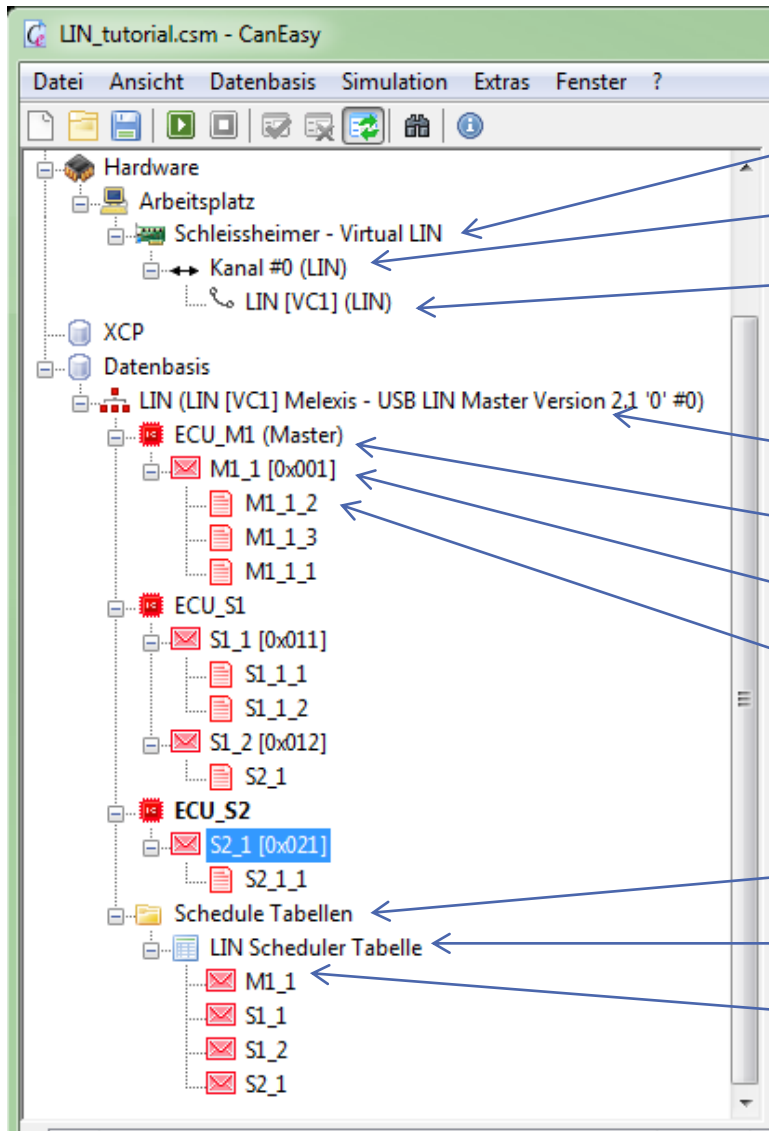 LIN_tutorial.csm - CanEasy
Datei Ansicht Datenbasis Simulation Extras Fenster ?
Hardware
Arbeitsplatz
Schleissheimer - Virtual LIN
Kanal #0 (LIN)
LIN [VC1] (LIN)
XCP
Datenbasis
LIN (LIN [VC1] Melexis - USB LIN Master Version 2,1 '0' #0)
ECU_M1 (Master)
M1_1 [0x001]
M1_1_2
M1_1_3
M1_1_1
ECU_S1
S1_1 [0x011]
S1_1_1
S1_1_2
S1_2 [0x012]
S2_1
ECU_S2
S2_1 [0x021]
S2_1_1
Schedule Tabellen
LIN Scheduler Tabelle
M1_1
S1_1
S1_2
S2_1